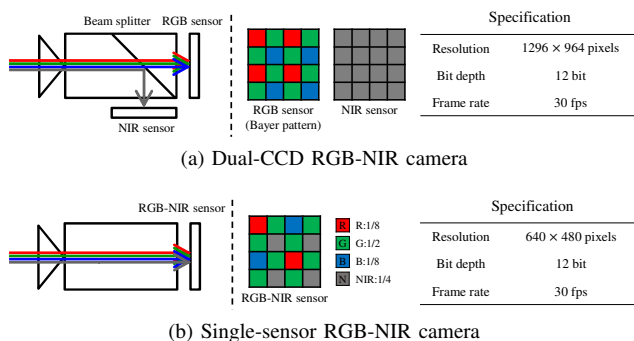 Beam splitter
RGB sensor
NIR sensor
RGB sensor
(Bayer pattern)
NIR sensor
Specification
Resolution 1296 × 964 pixels
Bit depth 12 bit
Frame rate 30 fps
(a) Dual-CCD RGB-NIR camera
RGB-NIR sensor
RGB-NIR sensor
R R:1/8
G G:1/2
B B:1/8
N NIR:1/4
Specification
Resolution 640 × 480 pixels
Bit depth 12 bit
Frame rate 30 fps
(b) Single-sensor RGB-NIR camera